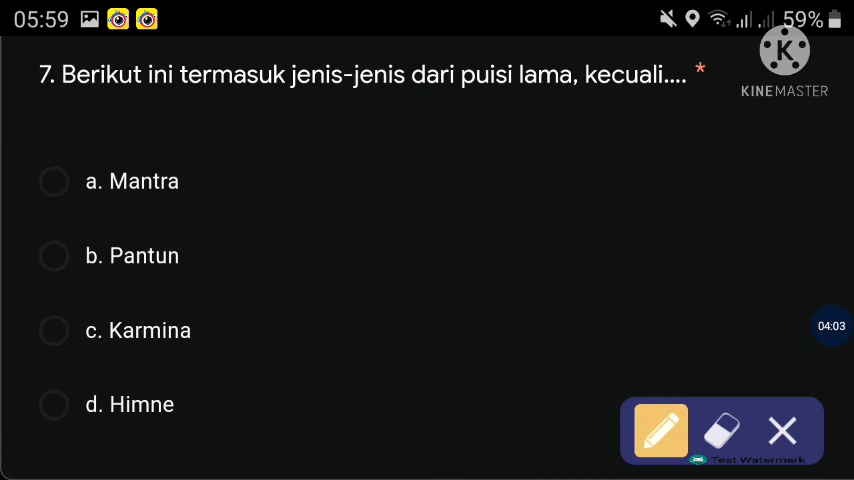 05:59 59%
7. Berikut ini termasuk jenis-jenis dari puisi lama, kecuali.... *
K
KINEMASTER
a. Mantra
b. Pantun
c. Karmina
04:03
d. Himne
Test Watermark